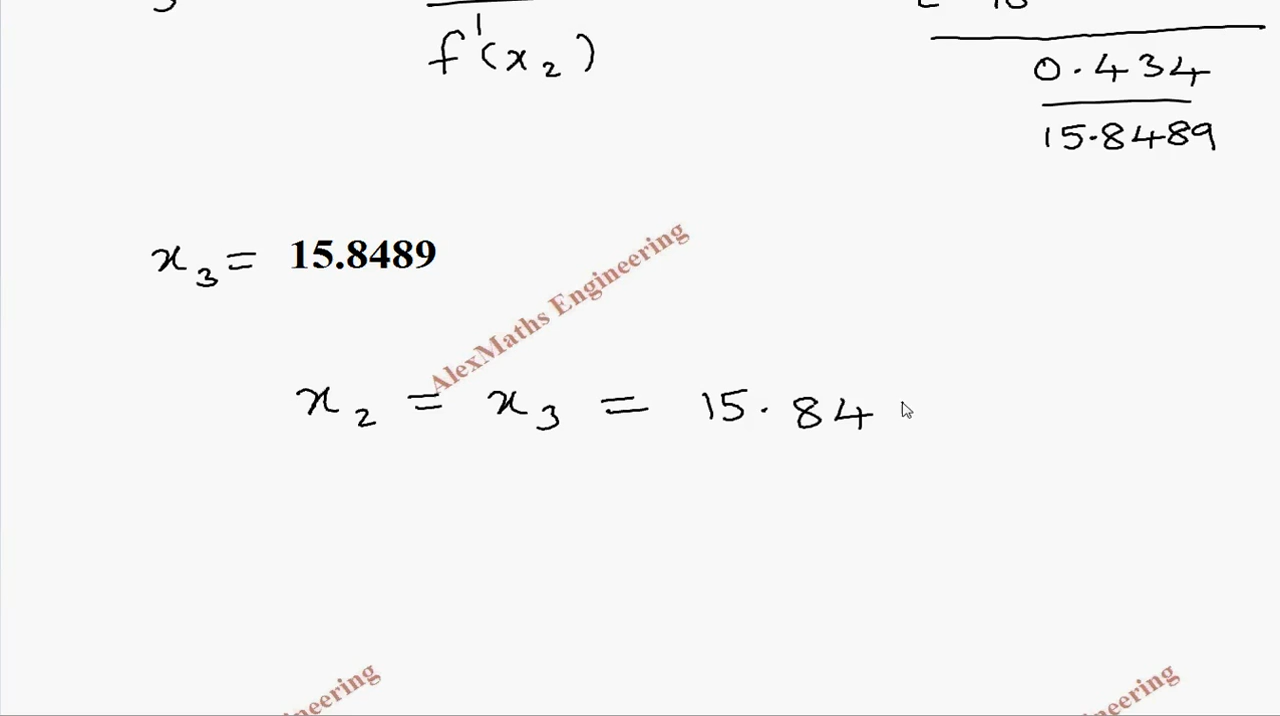 f'(x₂)
0.434
15.8489
x₃ = 15.8489
AlexMaths Engineering
x₂ = x₃ = 15.84